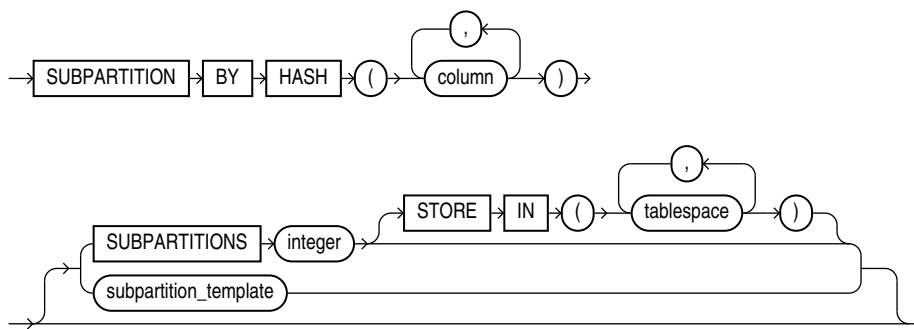 ,
SUBPARTITION BY HASH ( column )
,
STORE IN ( tablespace )
SUBPARTITIONS integer
subpartition_template